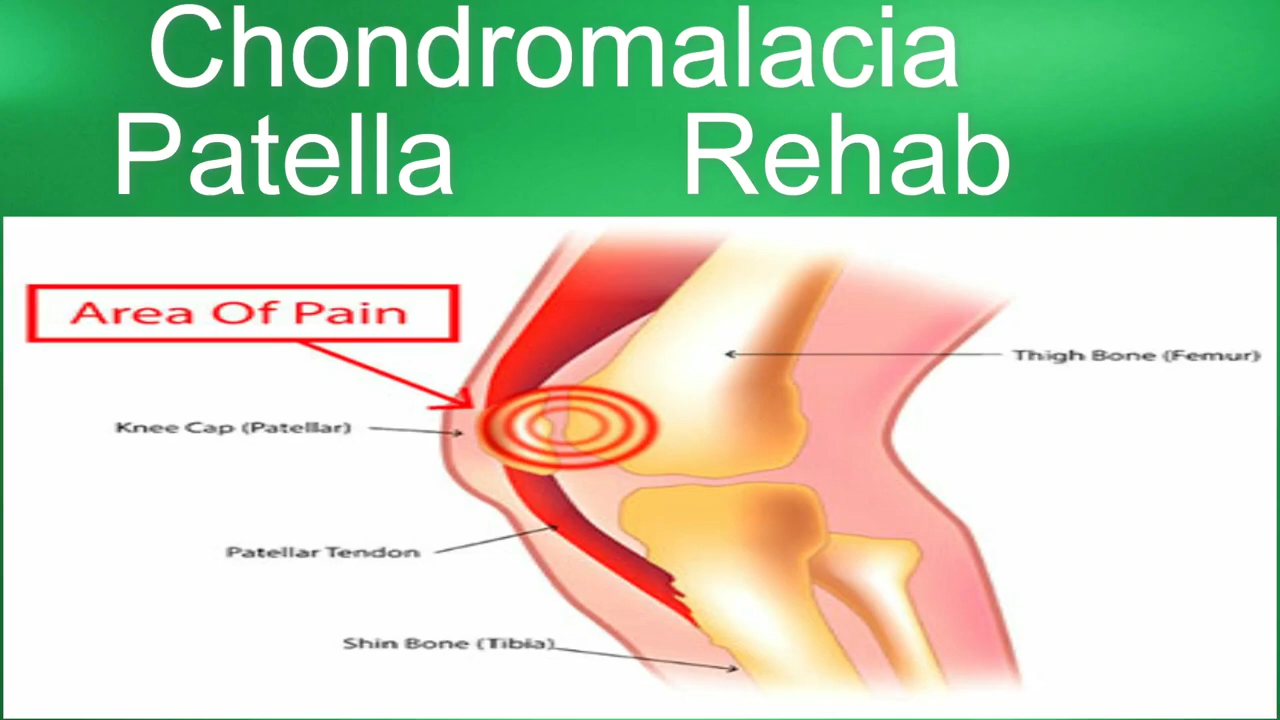 Chondromalacia
Patella Rehab
Area Of Pain
Thigh Bone (Femur)
Knee Cap (Patellar)
Patellar Tendon
Shin Bone (Tibia)